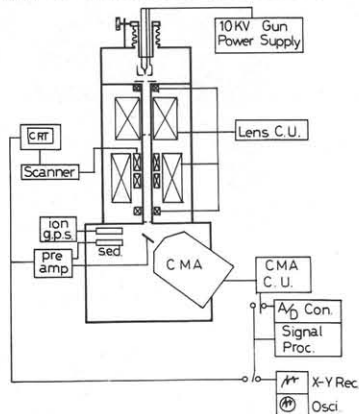 10KV Gun
Power Supply
Lens C.U.
CRT
Scanner
ion
g.p.s.
pre
amp
sed.
CMA
CMA
C. U.
A/D Con.
Signal
Proc.
X-Y Rec.
Osci.